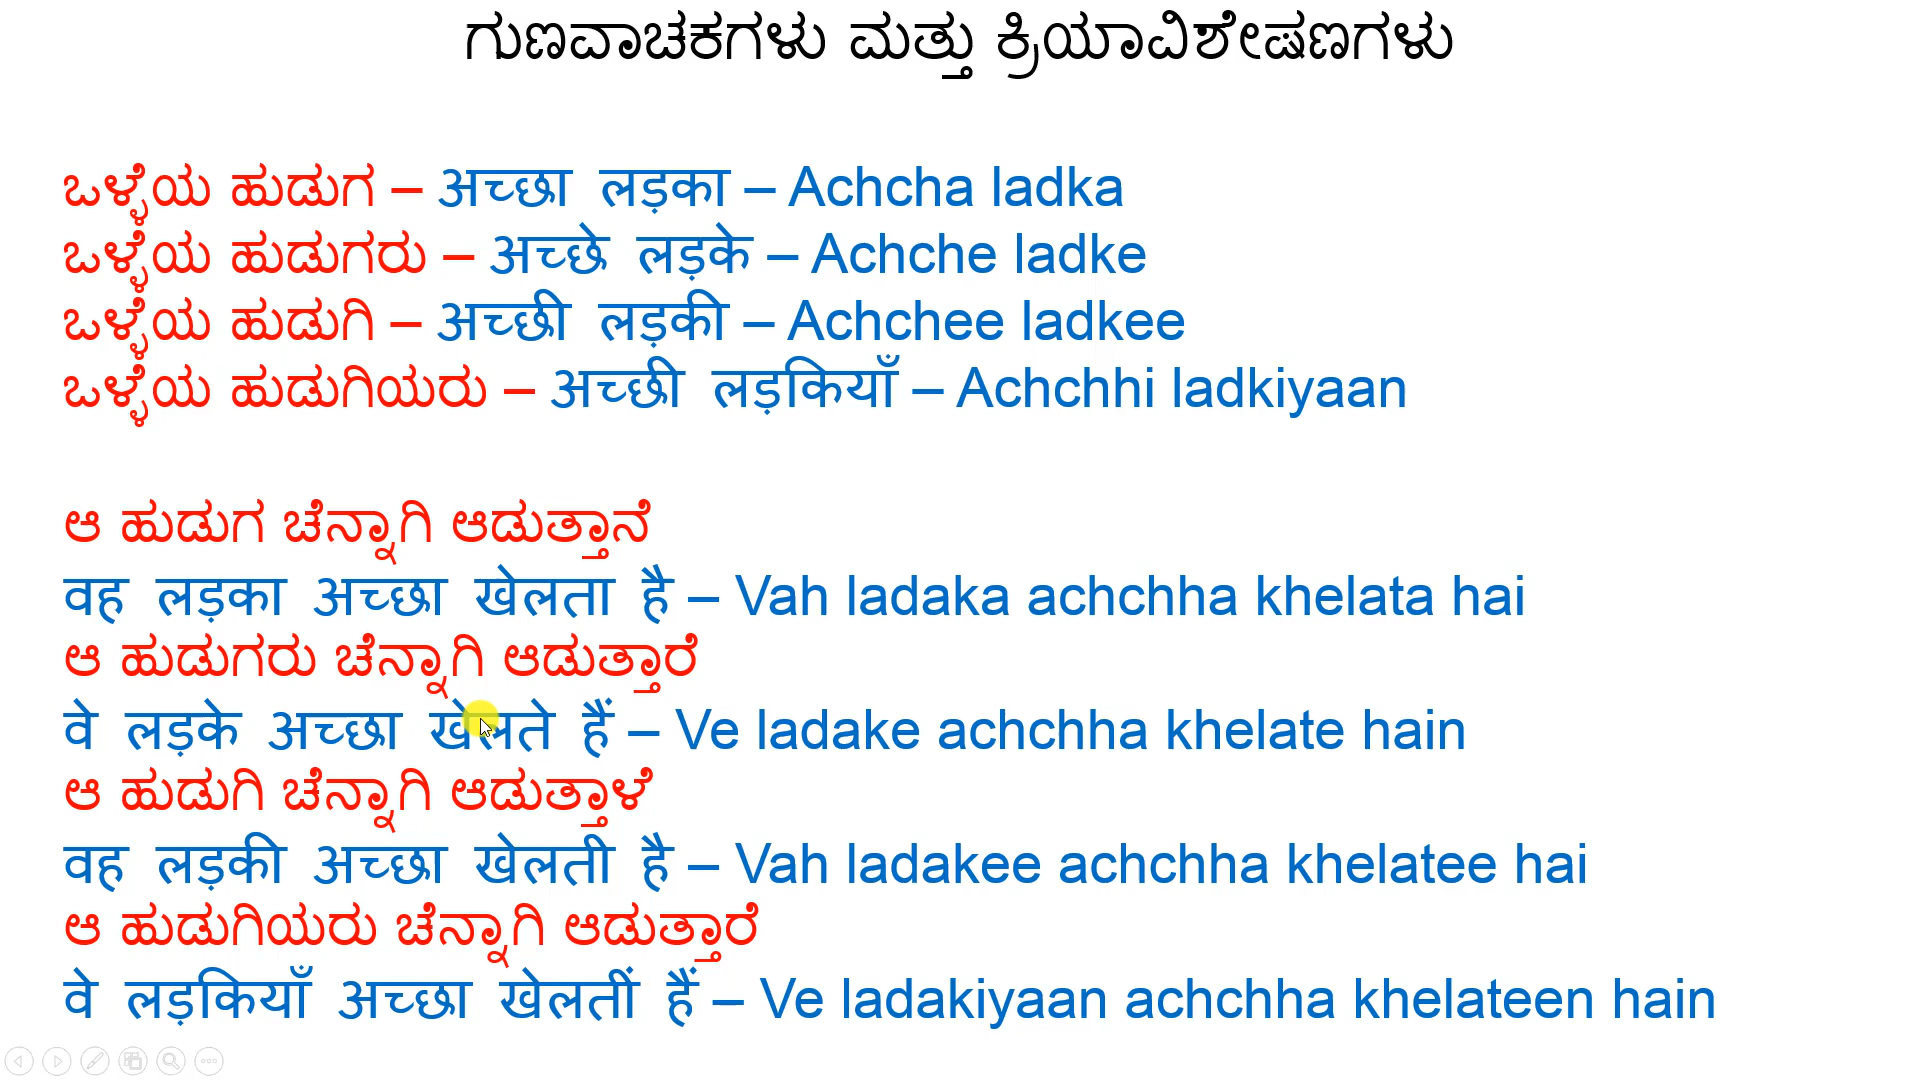 ಗುಣವಾಚಕಗಳು ಮತ್ತು ಕ್ರಿಯಾವಿಶೇಷಣಗಳು
ಒಳ್ಳೆಯ ಹುಡುಗ – अच्छा लड़का – Achcha ladka
ಒಳ್ಳೆಯ ಹುಡುಗರು – अच्छे लड़के – Achche ladke
ಒಳ್ಳೆಯ ಹುಡುಗಿ – अच्छी लड़की – Achchee ladkee
ಒಳ್ಳೆಯ ಹುಡುಗಿಯರು – अच्छी लड़कियाँ – Achchhi ladkiyaan
ಆ ಹುಡುಗ ಚೆನ್ನಾಗಿ ಆಡುತ್ತಾನೆ
वह लड़का अच्छा खेलता है – Vah ladaka achchha khelata hai
ಆ ಹುಡುಗರು ಚೆನ್ನಾಗಿ ಆಡುತ್ತಾರೆ
वे लड़के अच्छा खेलते हैं – Ve ladake achchha khelate hain
ಆ ಹುಡುಗಿ ಚೆನ್ನಾಗಿ ಆಡುತ್ತಾಳೆ
वह लड़की अच्छा खेलती है – Vah ladakee achchha khelatee hai
ಆ ಹುಡುಗಿಯರು ಚೆನ್ನಾಗಿ ಆಡುತ್ತಾರೆ
वे लड़कियाँ अच्छा खेलतीं हैं – Ve ladakiyaan achchha khelateen hain